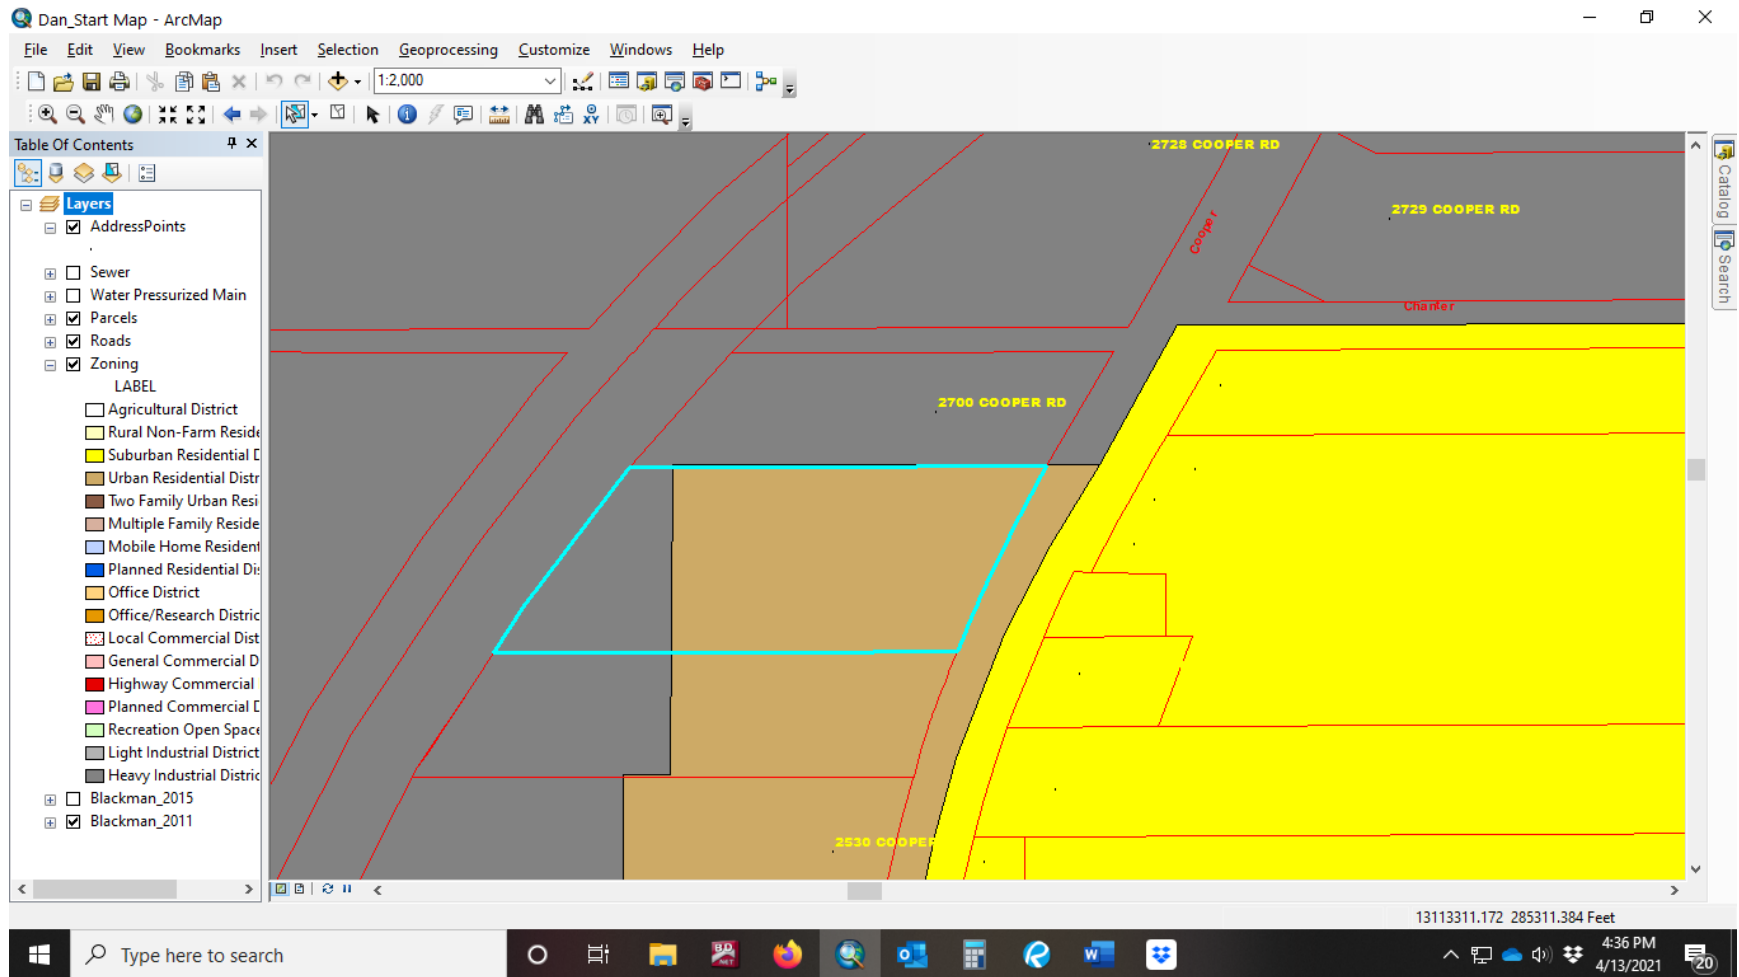 Dan_Start Map - ArcMap
File Edit View Bookmarks Insert Selection Geoprocessing Customize Windows Help
1:2,000
Table Of Contents
Layers
AddressPoints
Sewer
Water Pressurized Main
Parcels
Roads
Zoning
LABEL
Agricultural District
Rural Non-Farm Reside
Suburban Residential D
Urban Residential Distr
Two Family Urban Resi
Multiple Family Reside
Mobile Home Resident
Planned Residential Di
Office District
Office/Research Distric
Local Commercial Dist
General Commercial D
Highway Commercial
Planned Commercial D
Recreation Open Space
Light Industrial District
Heavy Industrial Distric
Blackman_2015
Blackman_2011
2728 COOPER RD
2729 COOPER RD
Cooper
Chanter
2700 COOPER RD
2530 COOPER
Catalog
Search
13113311.172 285311.384 Feet
Type here to search
4:36 PM
4/13/2021
20